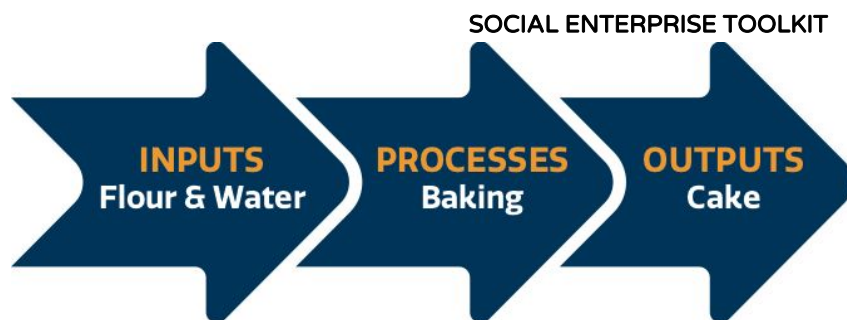 SOCIAL ENTERPRISE TOOLKIT
INPUTS
Flour & Water
PROCESSES
Baking
OUTPUTS
Cake